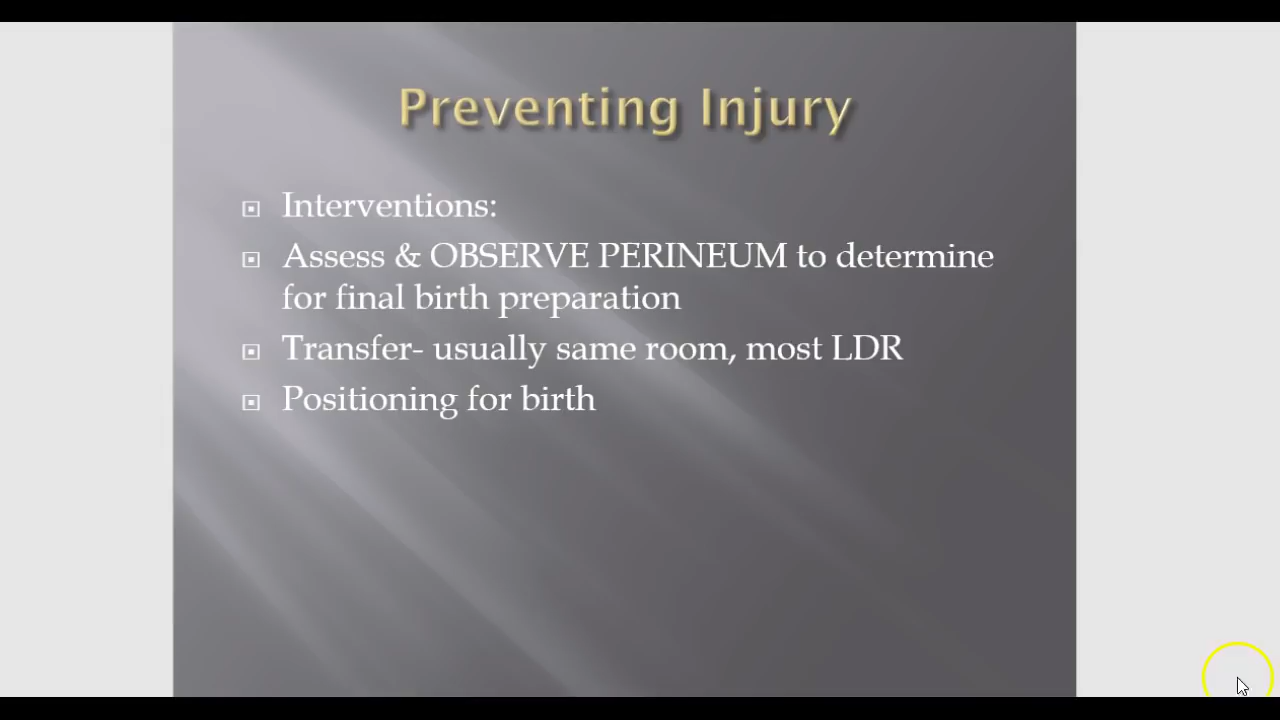 Preventing Injury
Interventions:
Assess & OBSERVE PERINEUM to determine
for final birth preparation
Transfer- usually same room, most LDR
Positioning for birth